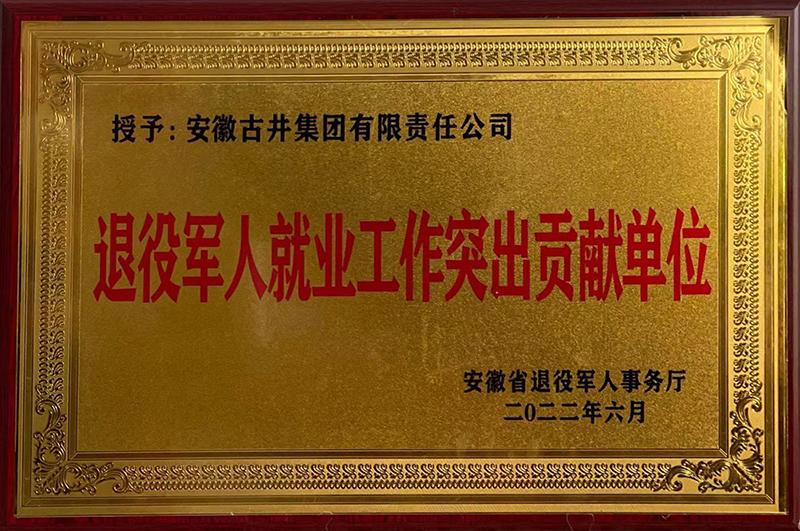 授予：安徽古井集团有限责任公司
退役军人就业工作突出贡献单位
安徽省退役军人事务厅
二0二二年六月